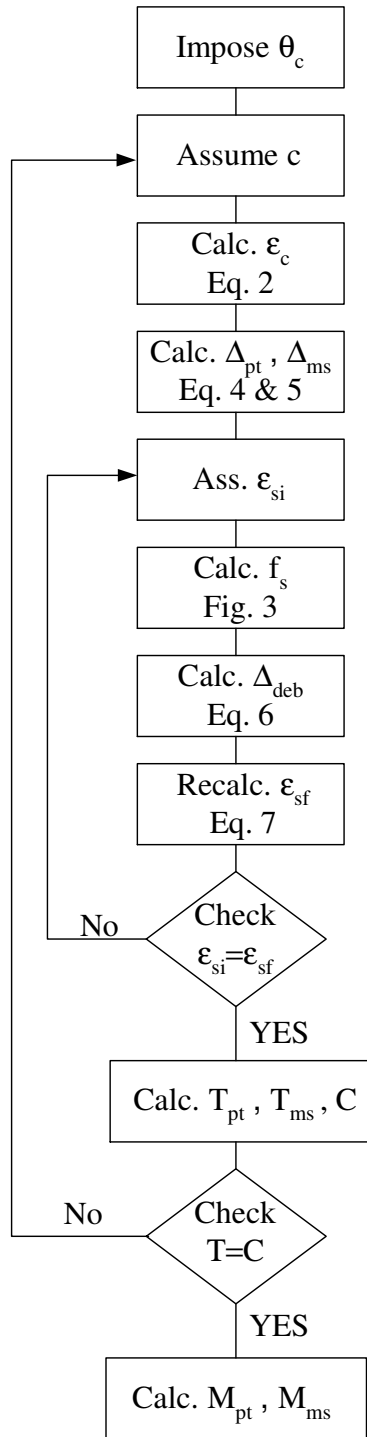 Impose θc
Assume c
Calc. εc
Eq. 2
Calc. Δpt , Δms
Eq. 4 & 5
Ass. εsi
Calc. fs
Fig. 3
Calc. Δdeb
Eq. 6
Recalc. εsf
Eq. 7
No
Check
εsi=εsf
YES
Calc. Tpt , Tms , C
No
Check
T=C
YES
Calc. Mpt , Mms